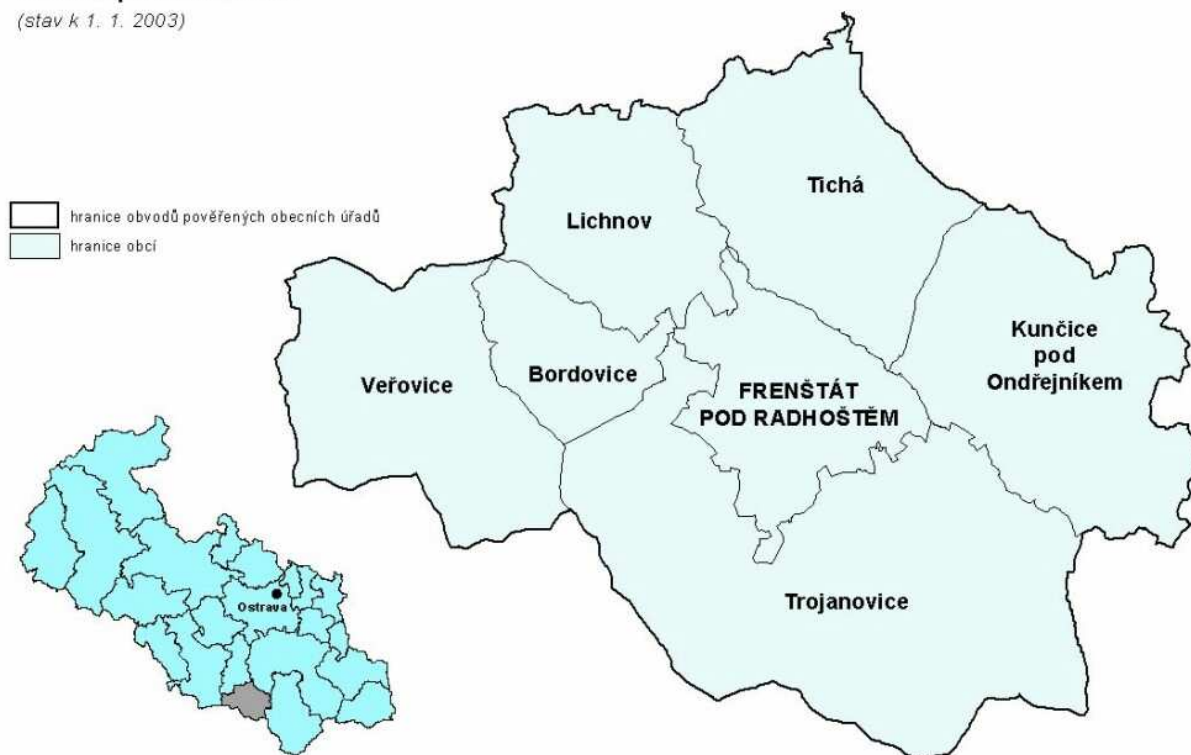 (stav k 1. 1. 2003)
hranice obvodů pověřených obecních úřadů
hranice obcí
Tichá
Lichnov
Kunčice
pod
Ondřejníkem
Veřovice
Bordovice
FRENŠTÁT
POD RADHOŠTĚM
Trojanovice
Ostrava